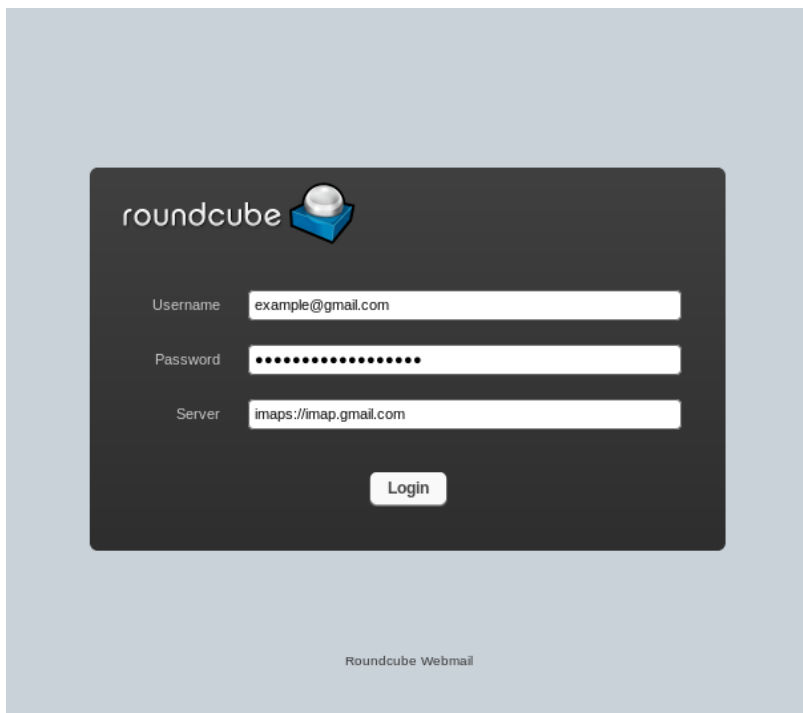 roundcube
Username example@gmail.com
Password ••••••••••••••••••
Server imaps://imap.gmail.com
Login
Roundcube Webmail